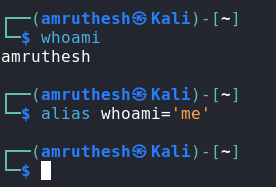 ┌──(amruthesh㉿Kali)-[~]
└─$ whoami
amruthesh
┌──(amruthesh㉿Kali)-[~]
└─$ alias whoami='me'
┌──(amruthesh㉿Kali)-[~]
└─$